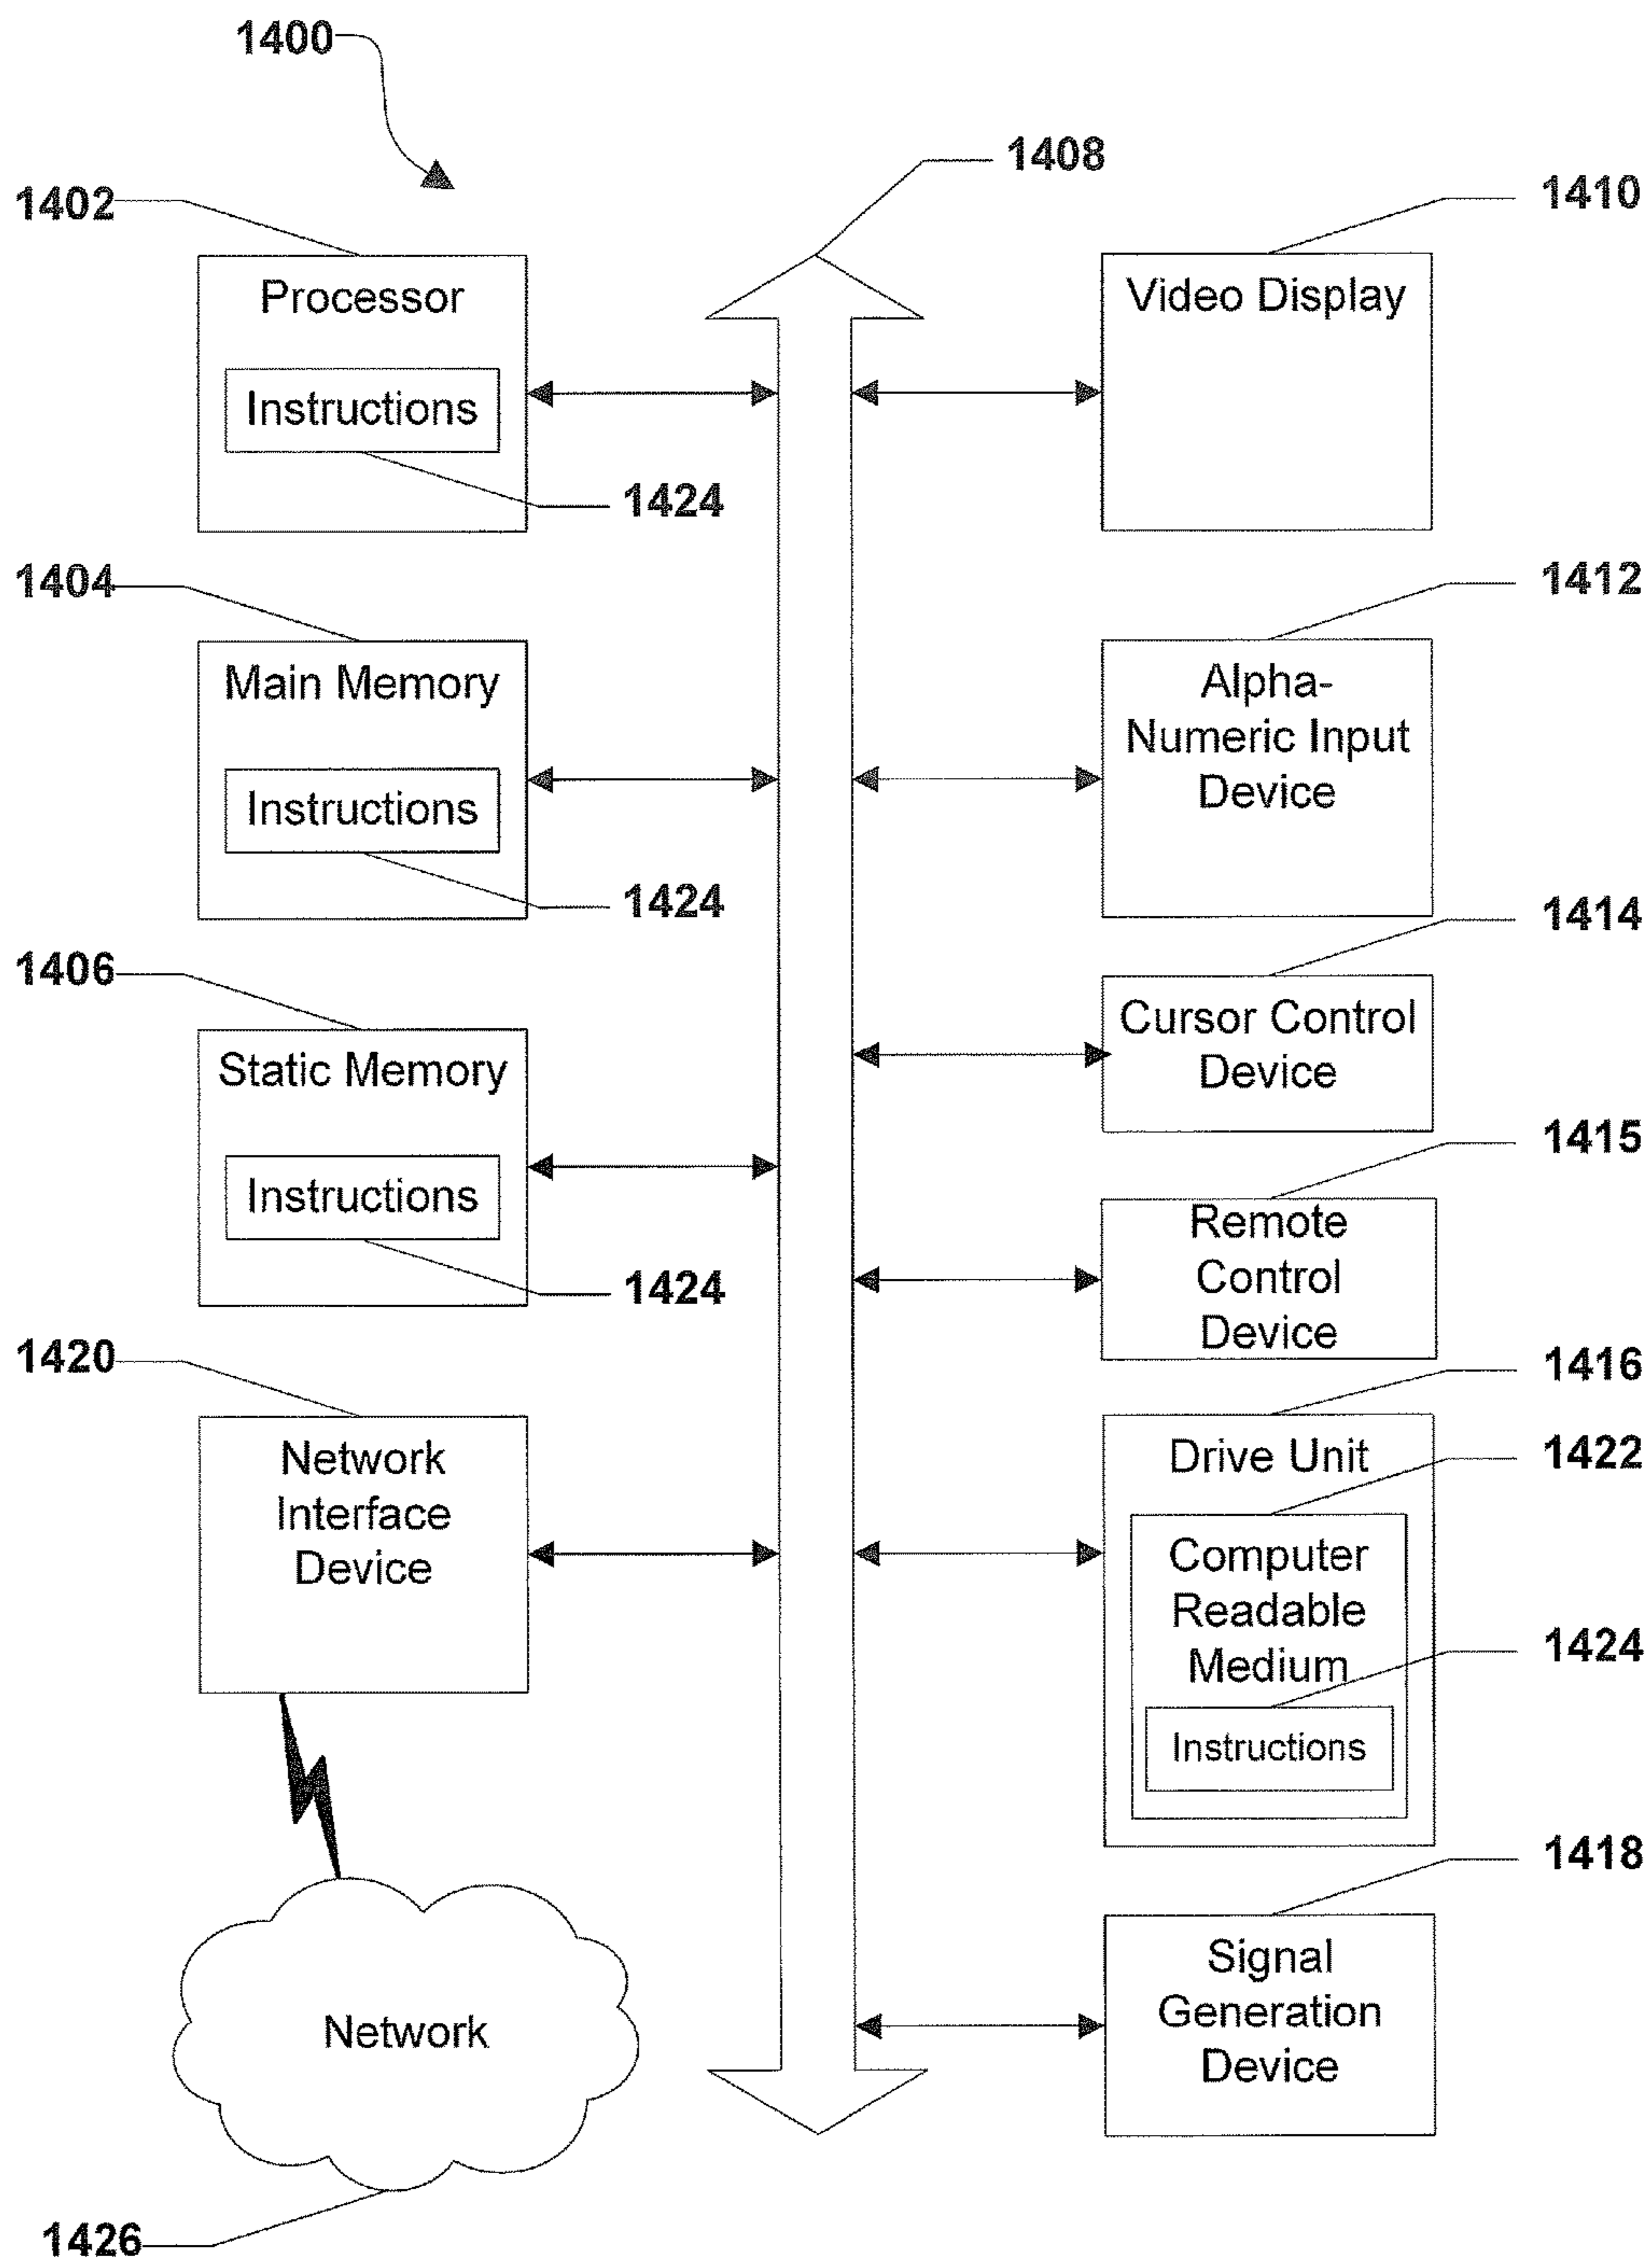 1400
1408
1402
1410
Processor
Instructions
1424
Video Display
1404
1412
Main Memory
Instructions
1424
Alpha-
Numeric Input
Device
1406
1414
Static Memory
Instructions
1424
Cursor Control
Device
1415
Remote
Control
Device
1420
1416
Network
Interface
Device
Drive Unit
1422
Computer
Readable
Medium
1424
Instructions
1418
Network
Signal
Generation
Device
1426